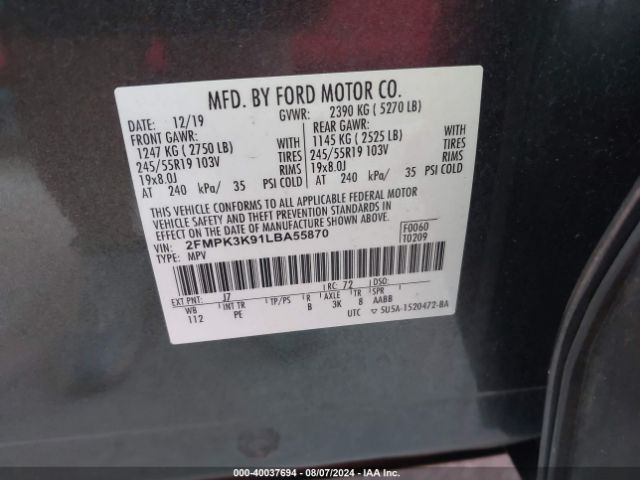 MFD. BY FORD MOTOR CO.
DATE: 12/19 GVWR: 2390 KG ( 5270 LB)
FRONT GAWR: REAR GAWR:
1247 KG ( 2750 LB) WITH 1145 KG ( 2525 LB) WITH
245/55R19 103V TIRES 245/55R19 103V TIRES
19x8.0J RIMS 19x8.0J RIMS
AT 240 kPa/ 35 PSI COLD AT 240 kPa/ 35 PSI COLD
THIS VEHICLE CONFORMS TO ALL APPLICABLE FEDERAL MOTOR
VEHICLE SAFETY AND THEFT PREVENTION STANDARDS IN
EFFECT ON THE DATE OF MANUFACTURE SHOWN ABOVE.
VIN: 2FMPK3K91LBA55870 F0060
TYPE: MPV T0209
EXT PNT: J7 RC: 72 DSO:
WB INT TR TP/PS R AXLE TR SPR
112 PE B 3K 8 AABB
UTC ▽ 5U5A-1520472-BA
000-40037694 - 08/07/2024 - IAAI.COM